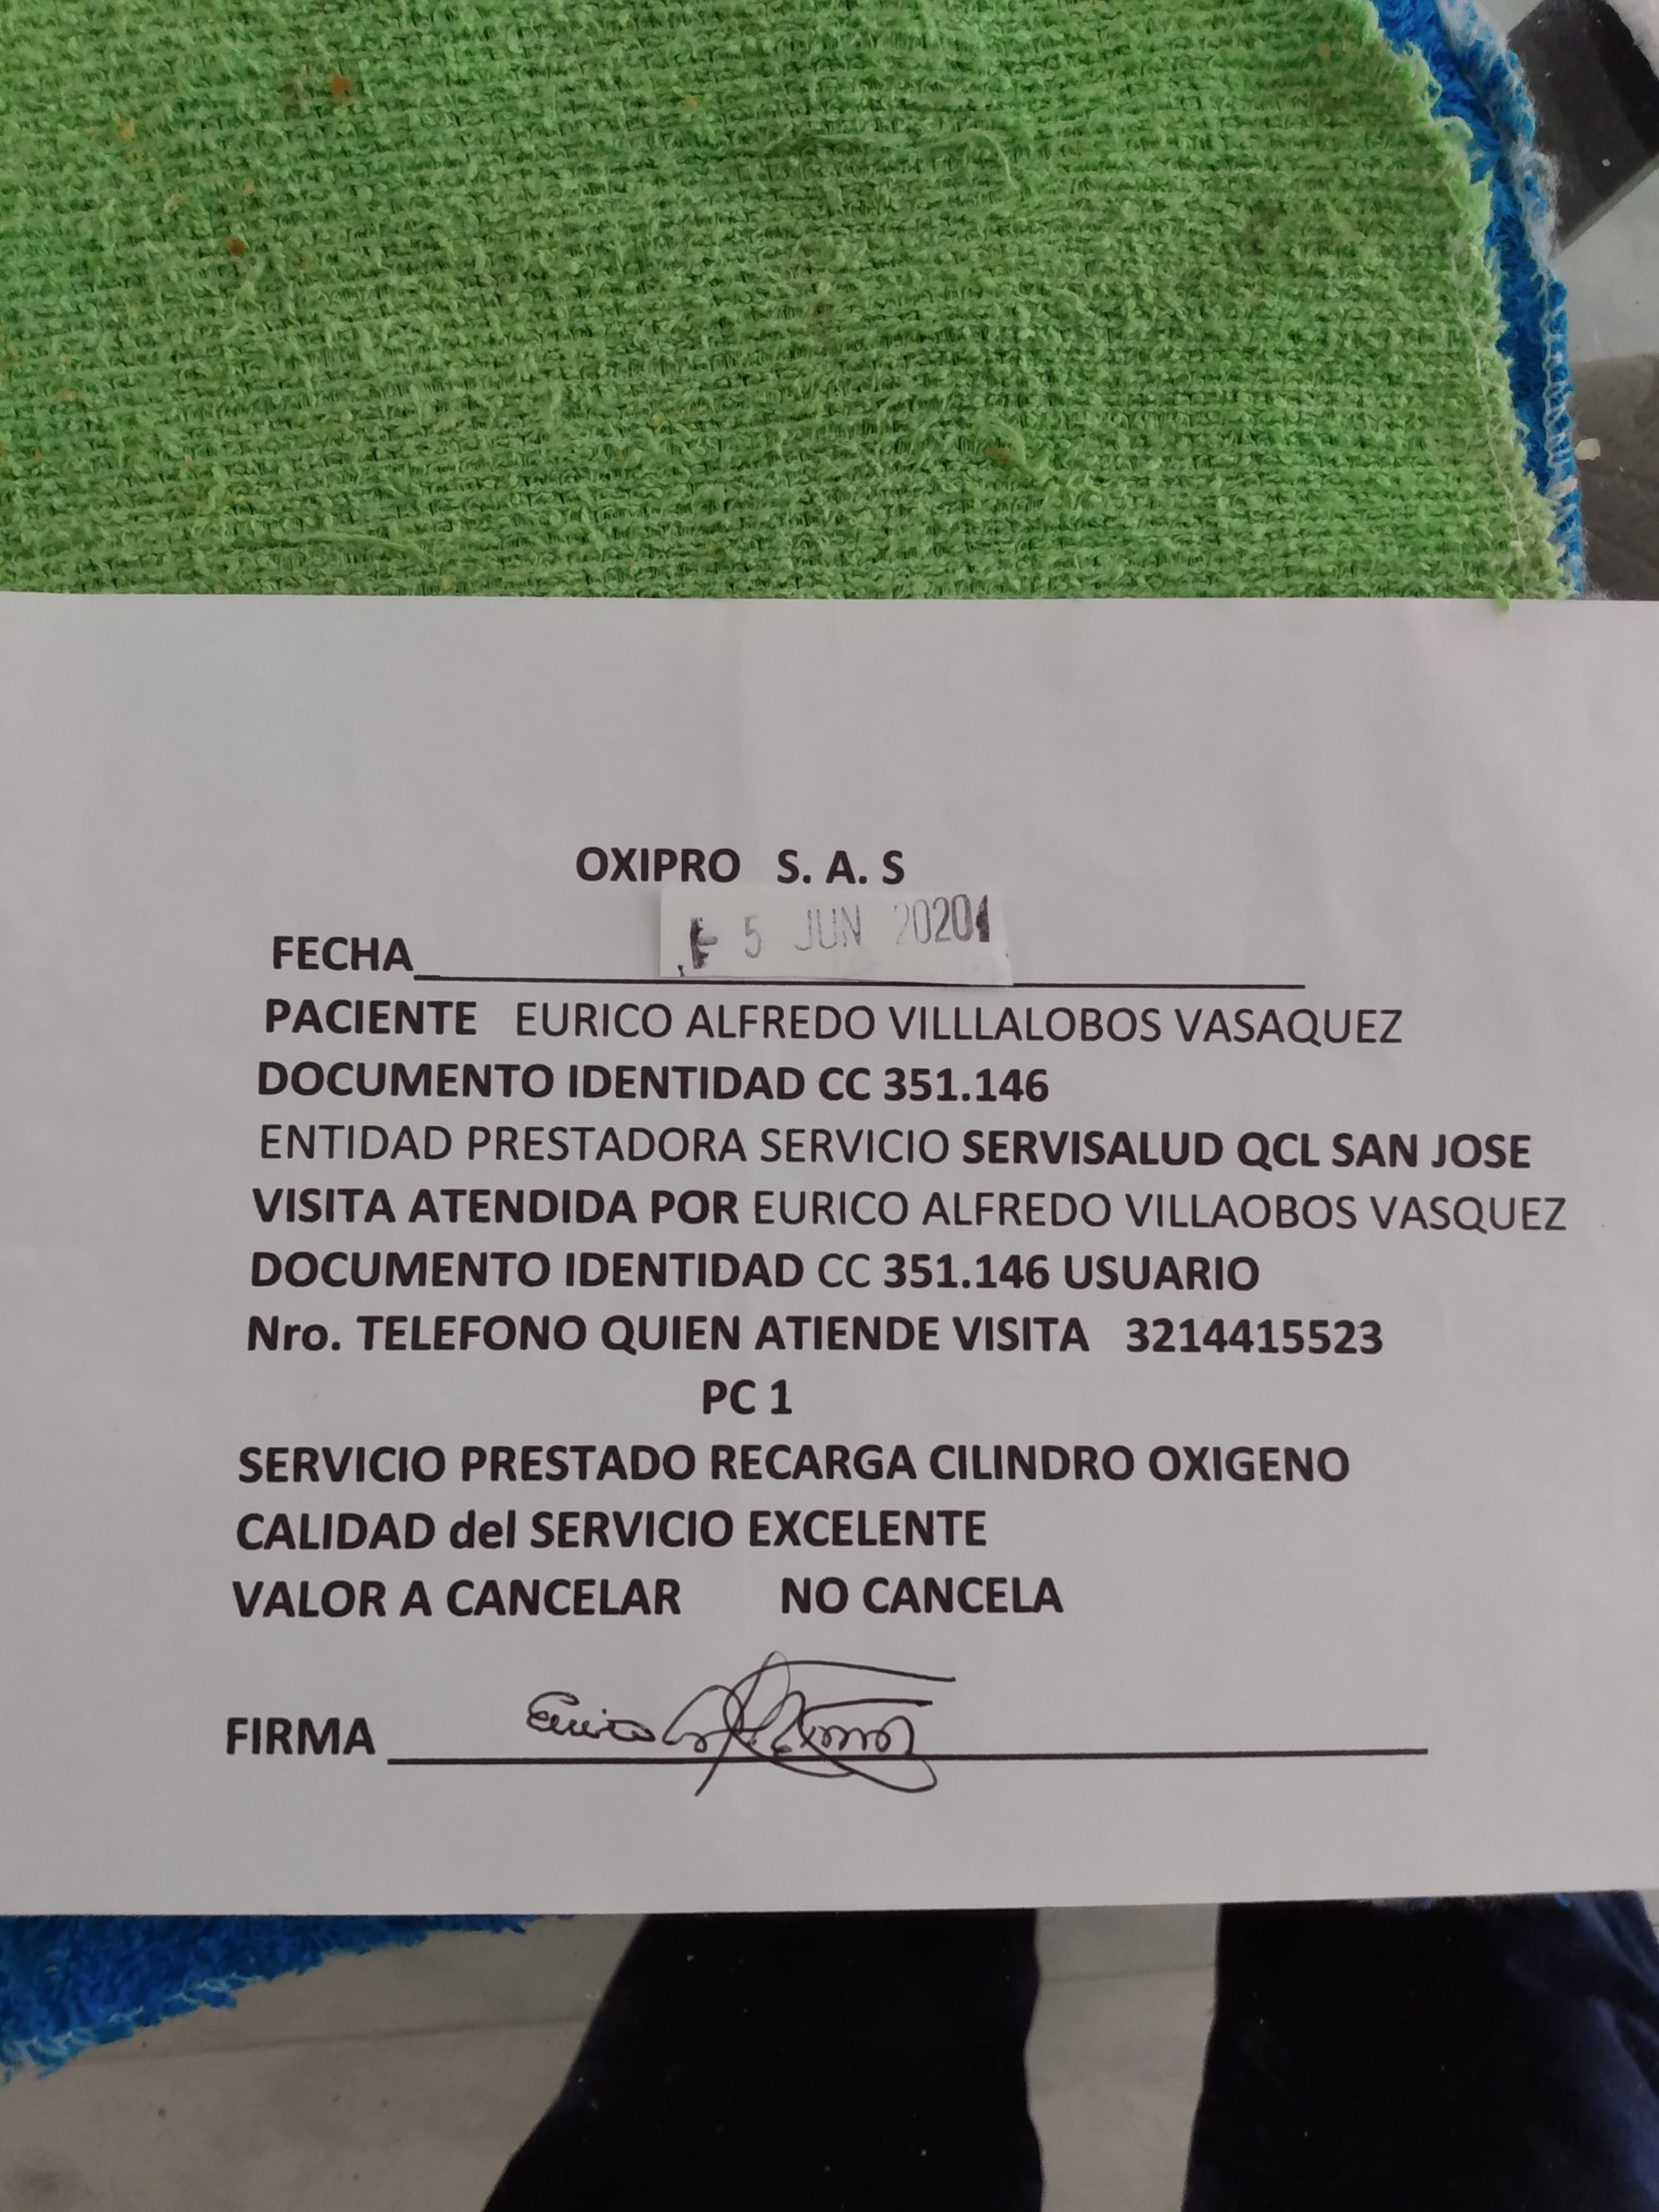 OXIPRO S. A. S
FECHA 5 JUN 2020
PACIENTE EURICO ALFREDO VILLLALOBOS VASAQUEZ
DOCUMENTO IDENTIDAD CC 351.146
ENTIDAD PRESTADORA SERVICIO SERVISALUD QCL SAN JOSE
VISITA ATENDIDA POR EURICO ALFREDO VILLAOBOS VASQUEZ
DOCUMENTO IDENTIDAD CC 351.146 USUARIO
Nro. TELEFONO QUIEN ATIENDE VISITA 3214415523
PC 1
SERVICIO PRESTADO RECARGA CILINDRO OXIGENO
CALIDAD del SERVICIO EXCELENTE
VALOR A CANCELAR NO CANCELA
FIRMA Eurico